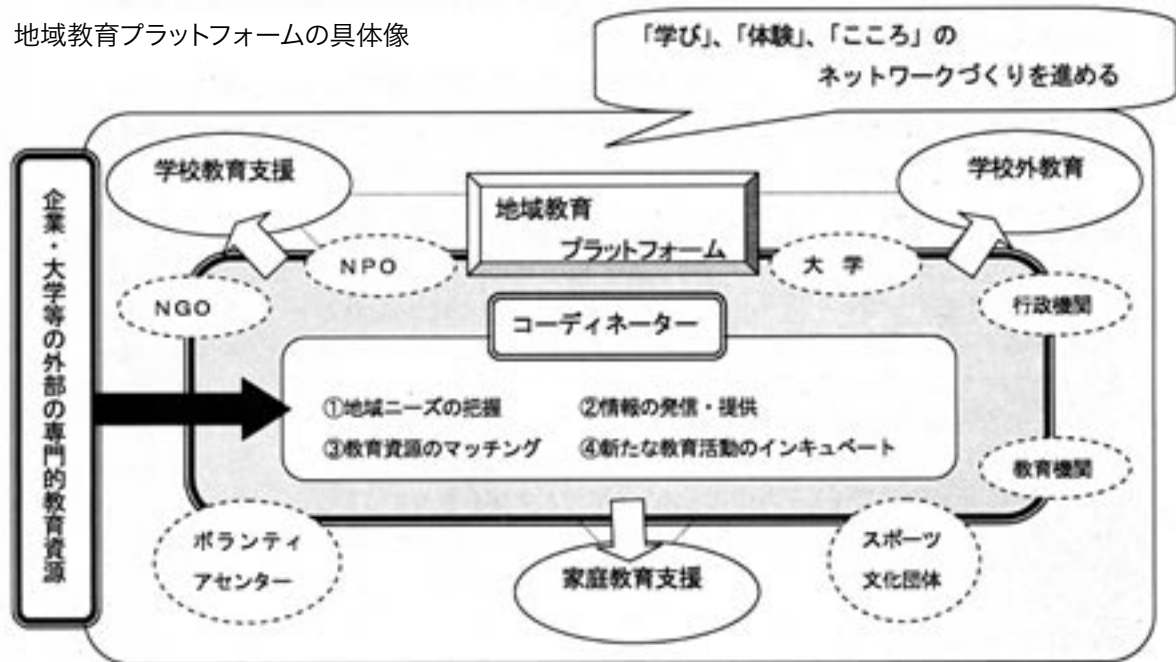 地域教育プラットフォームの具体像
「学び」、「体験」、「こころ」の
ネットワークづくりを進める
企業・大学等の外部の専門的教育資源
学校教育支援
学校外教育
地域教育
プラットフォーム
NPO
大学
NGO
行政機関
コーディネーター
①地域ニーズの把握 ②情報の発信・提供
③教育資源のマッチング ④新たな教育活動のインキュベート
教育機関
ボランティ
アセンター
家庭教育支援
スポーツ
文化団体